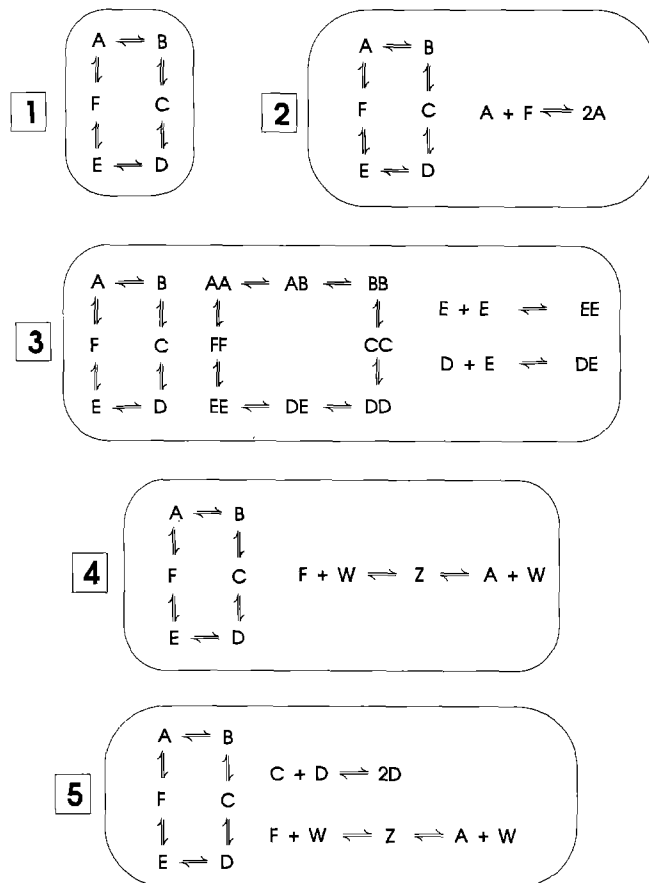 A ⇌ B
⇌ ⇌
1 F C
⇌ ⇌
E ⇌ D
A ⇌ B
⇌ ⇌
2 F C A + F ⇌ 2A
⇌ ⇌
E ⇌ D
A ⇌ B AA ⇌ AB ⇌ BB
E + E ⇌ EE
3 F C FF CC
D + E ⇌ DE
E ⇌ D EE ⇌ DE ⇌ DD
A ⇌ B
4 F C F + W ⇌ Z ⇌ A + W
E ⇌ D
A ⇌ B
C + D ⇌ 2D
5 F C
F + W ⇌ Z ⇌ A + W
E ⇌ D